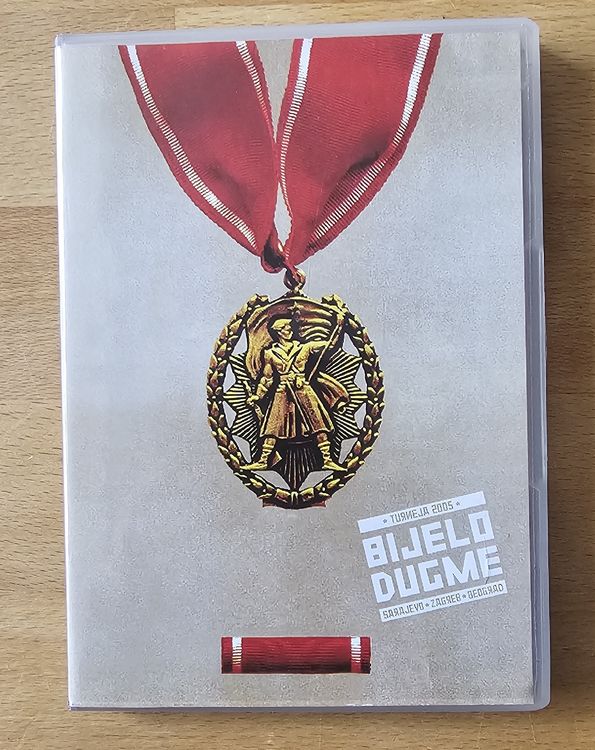 * TURNEJA 2005 *
BIJELO
DUGME
SARAJEVO * ZAGREB * BEOGRAD